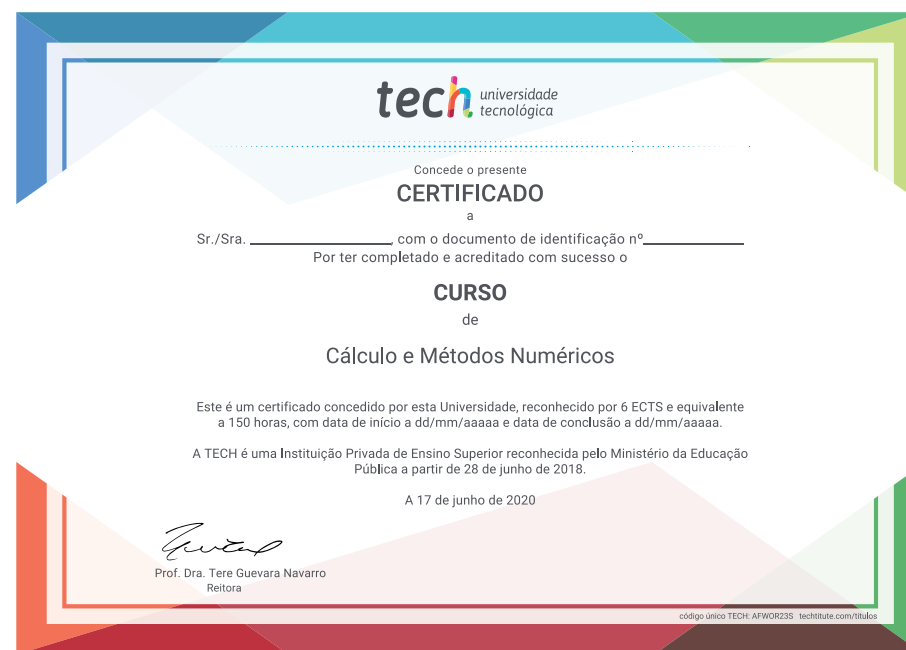 tech universidade
tecnológica
Concede o presente
CERTIFICADO
a
Sr./Sra. , com o documento de identificação nº
Por ter completado e acreditado com sucesso o
CURSO
de
Cálculo e Métodos Numéricos
Este é um certificado concedido por esta Universidade, reconhecido por 6 ECTS e equivalente
a 150 horas, com data de início a dd/mm/aaaaa e data de conclusão a dd/mm/aaaaa.
A TECH é uma Instituição Privada de Ensino Superior reconhecida pelo Ministério da Educação
Pública a partir de 28 de junho de 2018.
A 17 de junho de 2020
Prof. Dra. Tere Guevara Navarro
Reitora
código único TECH: AFWOR23S techtitute.com/titulos